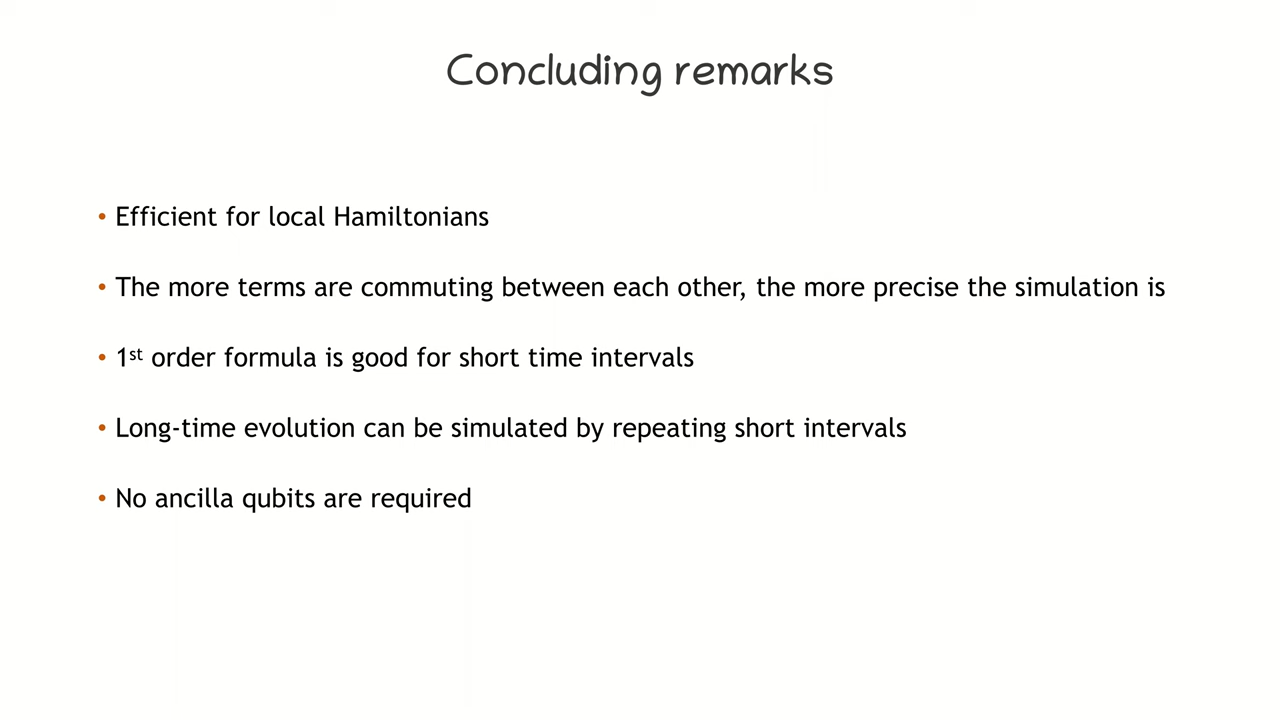 Concluding remarks
• Efficient for local Hamiltonians
• The more terms are commuting between each other, the more precise the simulation is
• 1st order formula is good for short time intervals
• Long-time evolution can be simulated by repeating short intervals
• No ancilla qubits are required